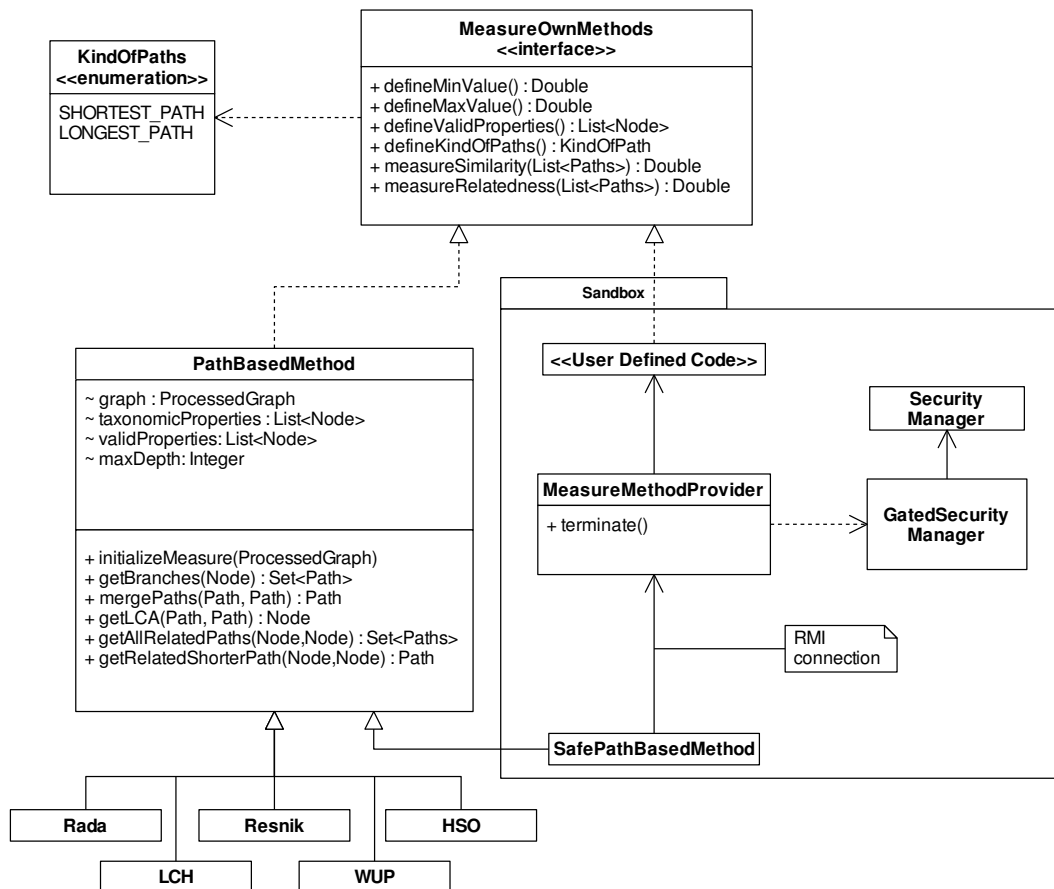 KindOfPaths
<<enumeration>>
SHORTEST_PATH
LONGEST_PATH
MeasureOwnMethods
<<interface>>
+ defineMinValue() : Double
+ defineMaxValue() : Double
+ defineValidProperties() : List<Node>
+ defineKindOfPaths() : KindOfPath
+ measureSimilarity(List<Paths>) : Double
+ measureRelatedness(List<Paths>) : Double
PathBasedMethod
~ graph : ProcessedGraph
~ taxonomicProperties : List<Node>
~ validProperties: List<Node>
~ maxDepth: Integer
+ initializeMeasure(ProcessedGraph)
+ getBranches(Node) : Set<Path>
+ mergePaths(Path, Path) : Path
+ getLCA(Path, Path) : Node
+ getAllRelatedPaths(Node,Node) : Set<Paths>
+ getRelatedShorterPath(Node,Node) : Path
Sandbox
<<User Defined Code>>
Security
Manager
MeasureMethodProvider
+ terminate()
GatedSecurity
Manager
RMI
connection
SafePathBasedMethod
Rada
Resnik
HSO
LCH
WUP